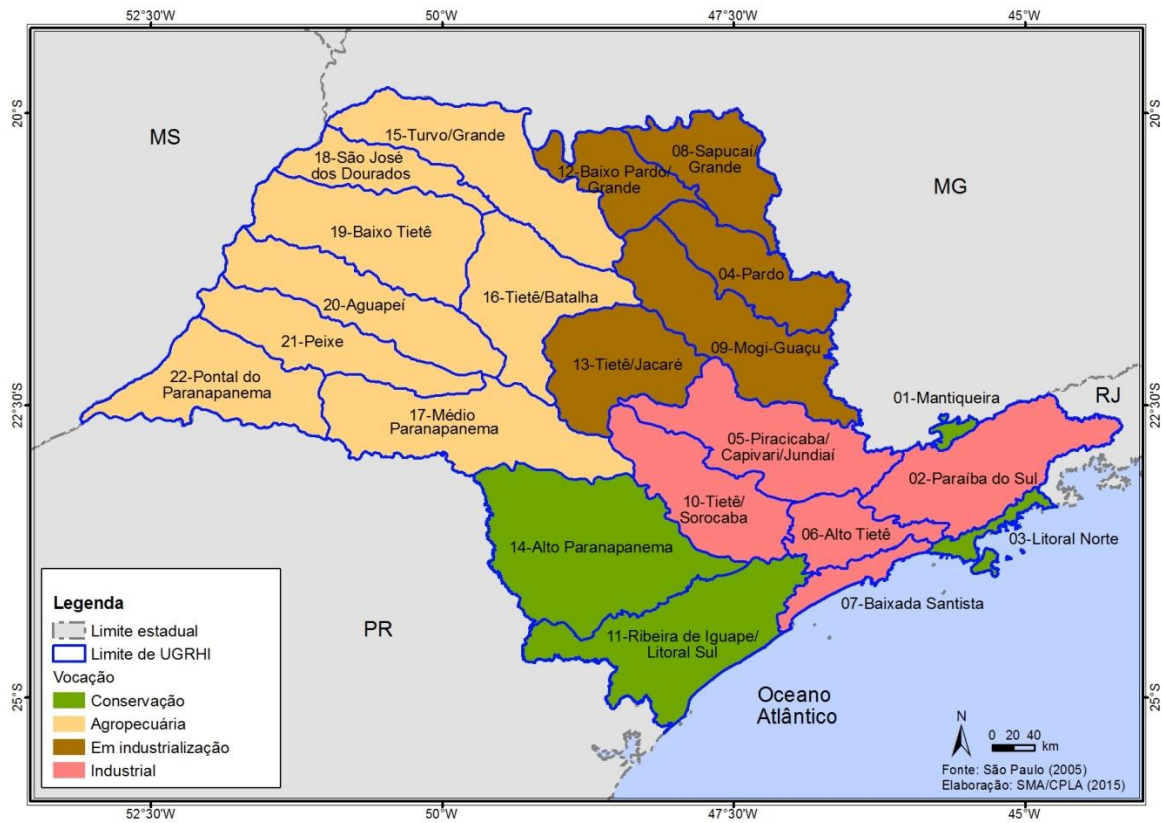 52°30'W
50°W
47°30'W
45°W
20°S
20°S
MS
MG
15-Turvo/Grande
18-São José
dos Dourados
12-Baixo Pardo/
Grande
08-Sapucaí/
Grande
19-Baixo Tietê
04-Pardo
16-Tietê/Batalha
20-Aguapeí
21-Peixe
13-Tietê/Jacaré
09-Mogi-Guaçu
22-Pontal do
Paranapanema
17-Médio
Paranapanema
22°30'S
22°30'S
01-Mantiqueira
RJ
05-Piracicaba/
Capivari/Jundiaí
02-Paraíba do Sul
10-Tietê/
Sorocaba
06-Alto Tietê
03-Litoral Norte
14-Alto Paranapanema
07-Baixada Santista
PR
11-Ribeira de Iguape/
Litoral Sul
Oceano
Atlântico
25°S
25°S
Legenda
Limite estadual
Limite de UGRHI
Vocação
Conservação
Agropecuária
Em industrialização
Industrial
N
0 20 40
km
Fonte: São Paulo (2005)
Elaboração: SMA/CPLA (2015)
52°30'W
50°W
47°30'W
45°W